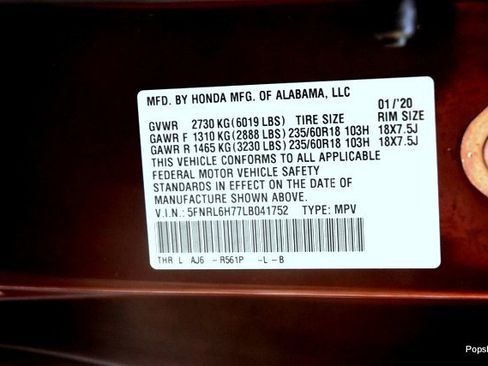 MFD. BY HONDA MFG. OF ALABAMA, LLC
01/'20
GVWR 2730 KG(6019 LBS) TIRE SIZE RIM SIZE
GAWR F 1310 KG(2888 LBS)235/60R18 103H 18X7.5J
GAWR R 1465 KG(3230 LBS)235/60R18 103H 18X7.5J
THIS VEHICLE CONFORMS TO ALL APPLICABLE
FEDERAL MOTOR VEHICLE SAFETY
STANDARDS IN EFFECT ON THE DATE OF
MANUFACTURE SHOWN ABOVE.
V.I.N.: 5FNRL6H77LB041752 TYPE: MPV
THR L AJ6 -R561P -L -B